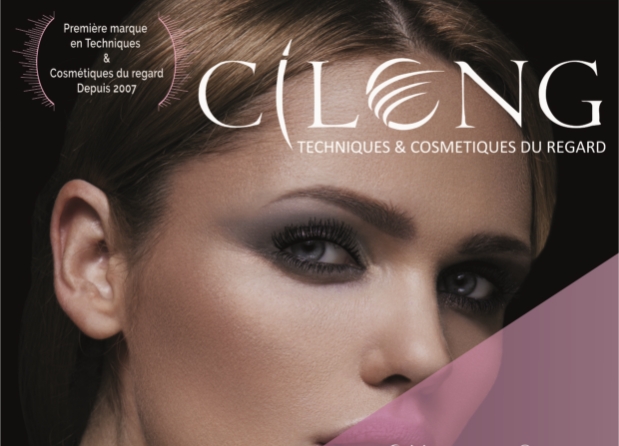 Première marque
en Techniques
&
Cosmétiques du regard
Depuis 2007
CILONG
TECHNIQUES & COSMETIQUES DU REGARD